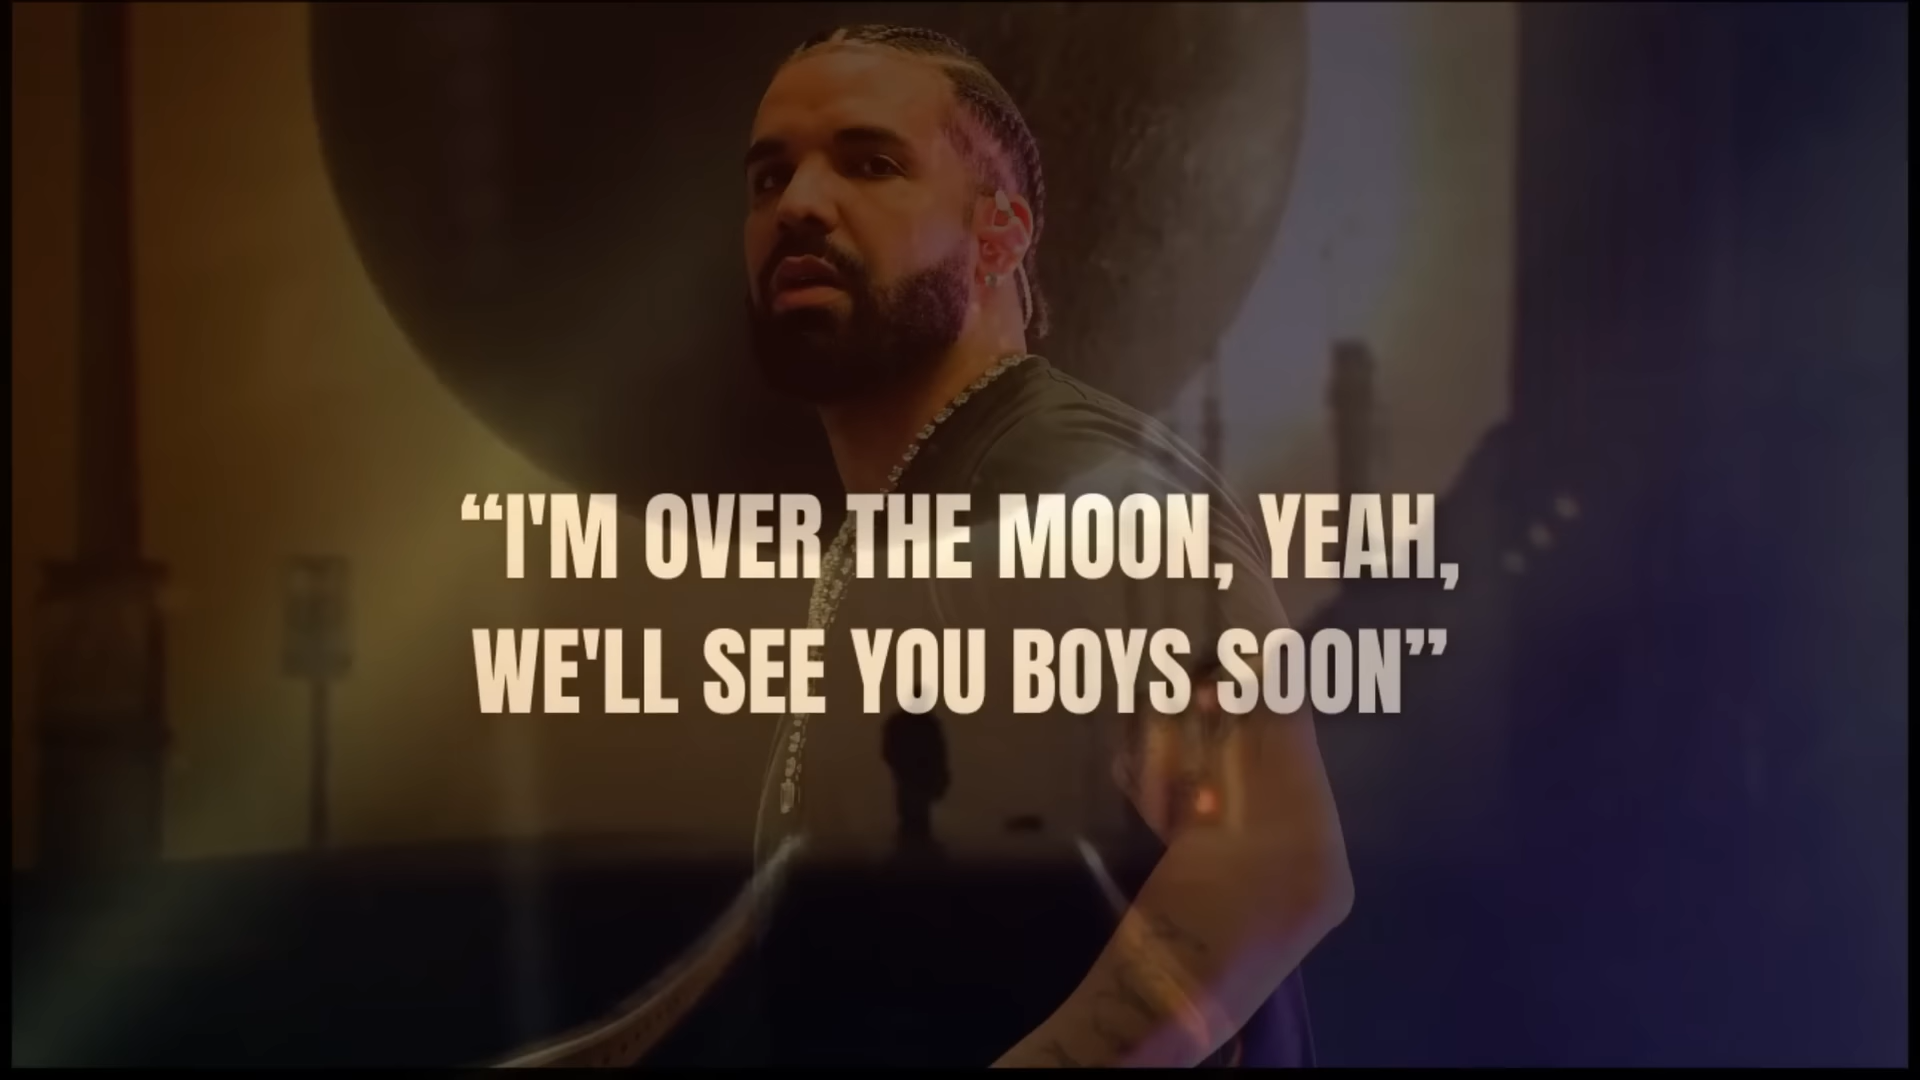 “I'M OVER THE MOON, YEAH,
WE'LL SEE YOU BOYS SOON”